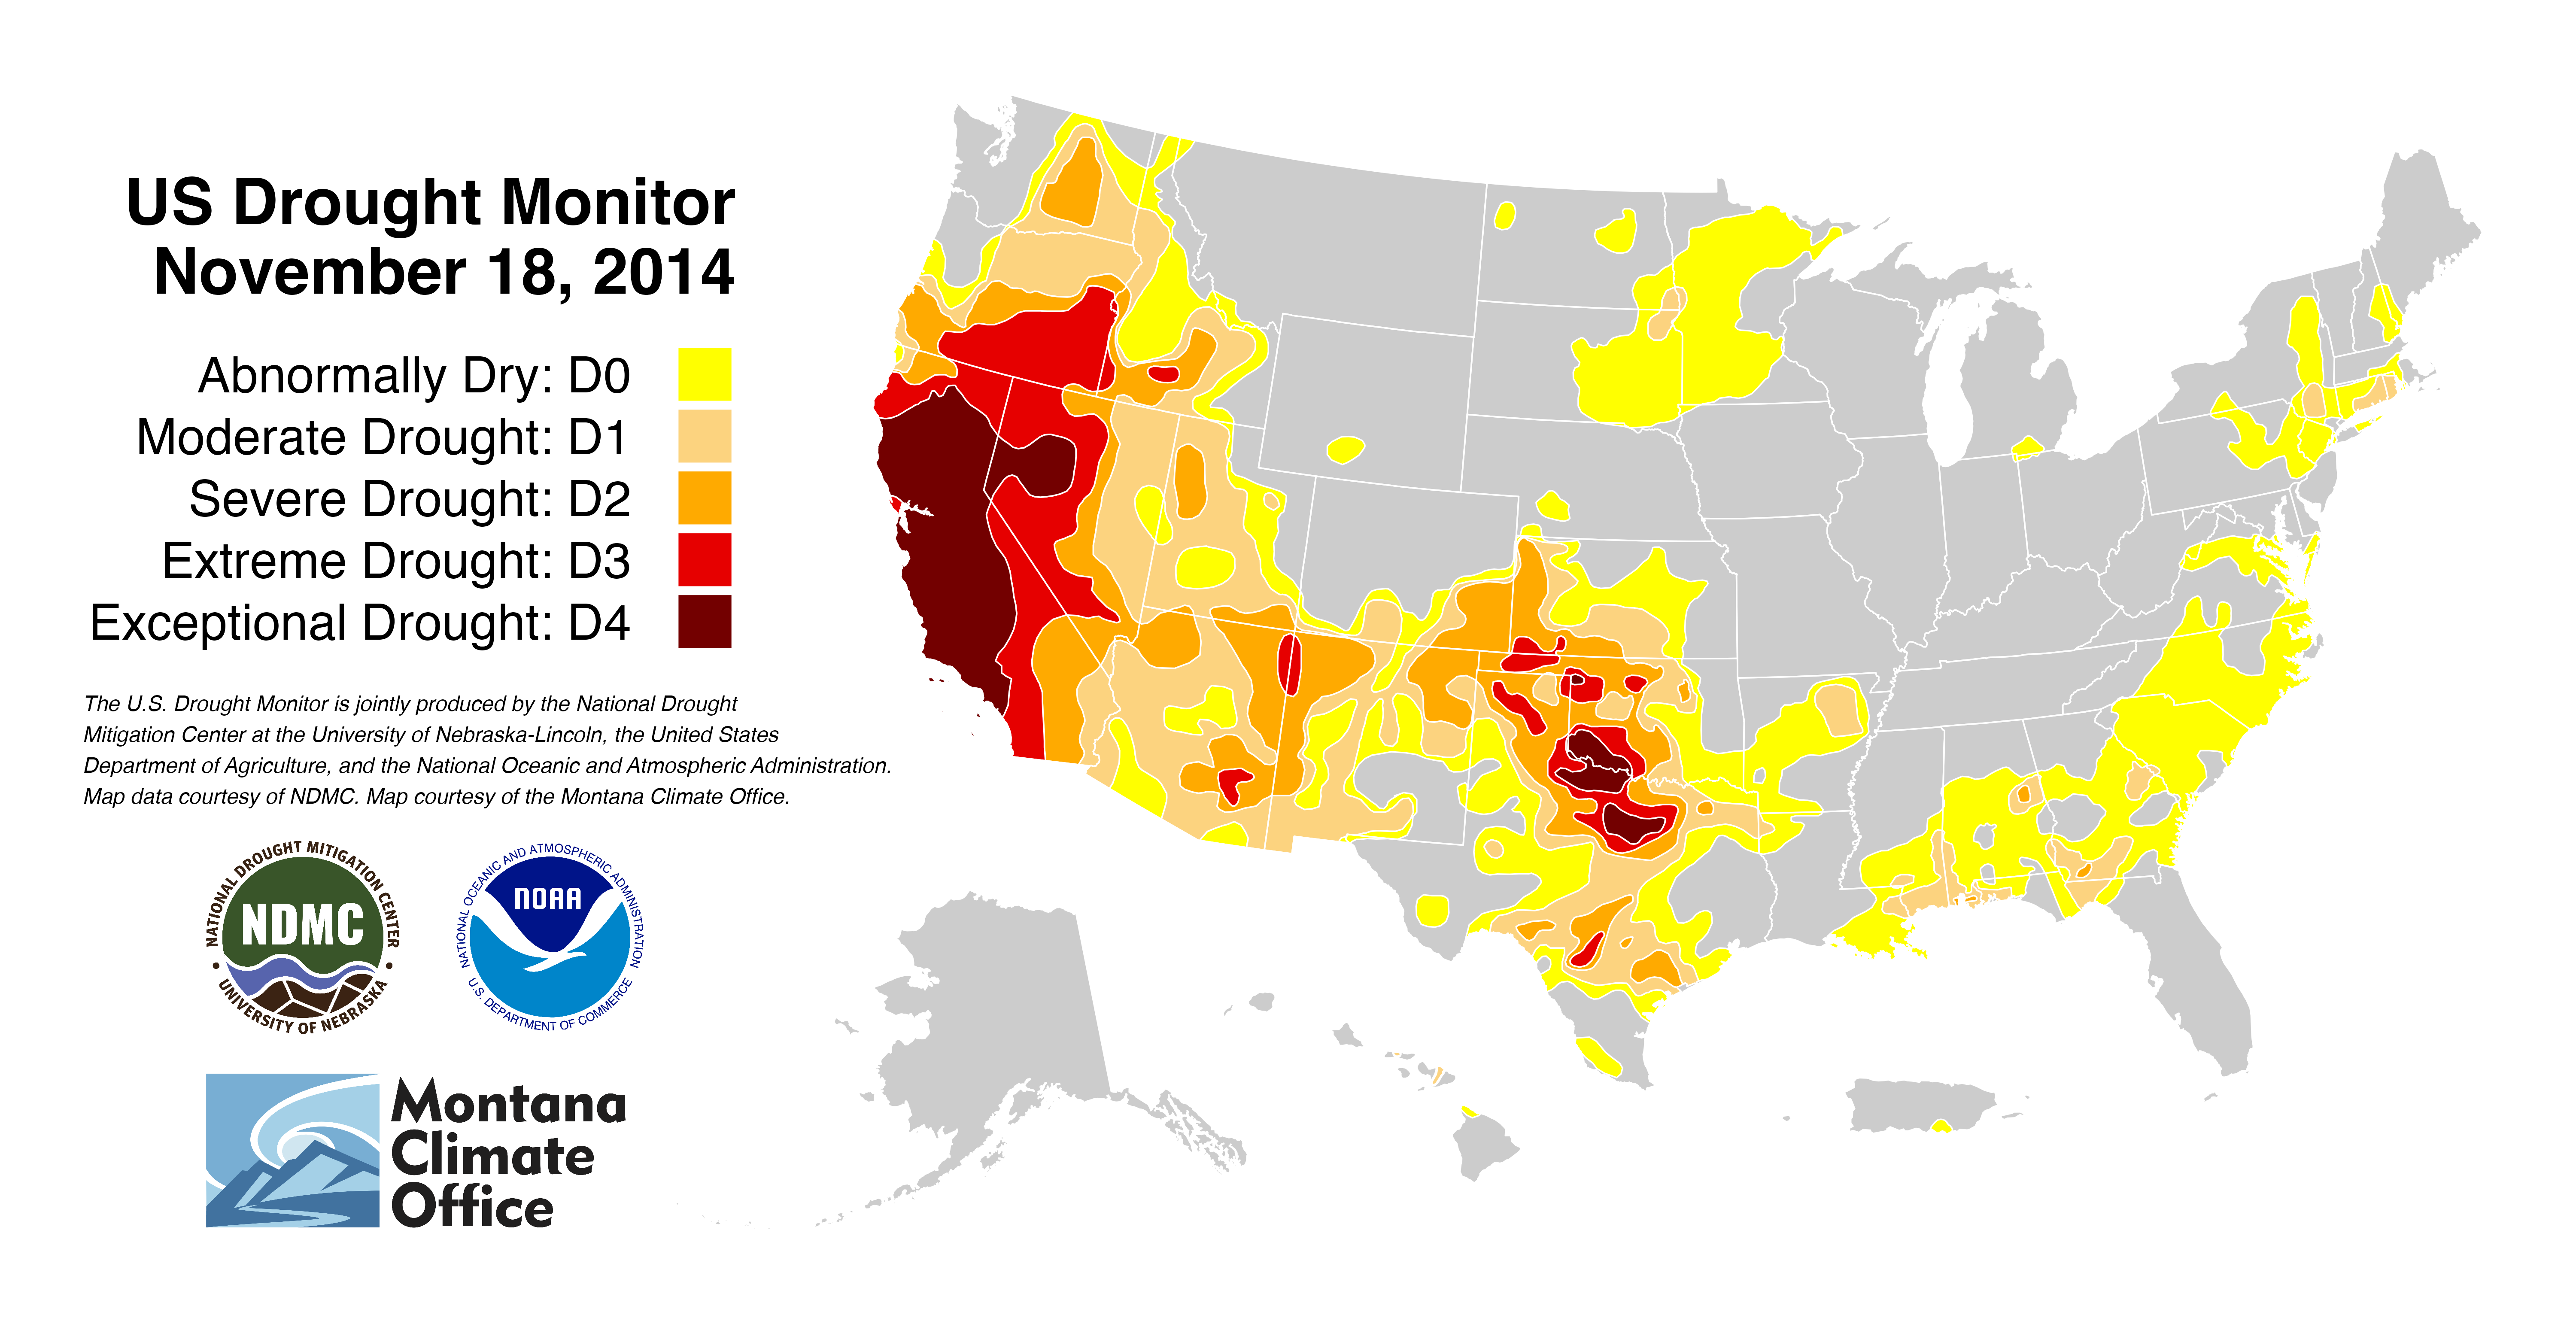 US Drought Monitor
November 18, 2014
Abnormally Dry: D0
Moderate Drought: D1
Severe Drought: D2
Extreme Drought: D3
Exceptional Drought: D4
The U.S. Drought Monitor is jointly produced by the National Drought
Mitigation Center at the University of Nebraska-Lincoln, the United States
Department of Agriculture, and the National Oceanic and Atmospheric Administration.
Map data courtesy of NDMC. Map courtesy of the Montana Climate Office.
NATIONAL DROUGHT MITIGATION CENTER
NDMC
• UNIVERSITY OF NEBRASKA •
NATIONAL OCEANIC AND ATMOSPHERIC ADMINISTRATION
NOAA
U.S. DEPARTMENT OF COMMERCE
Montana
Climate
Office